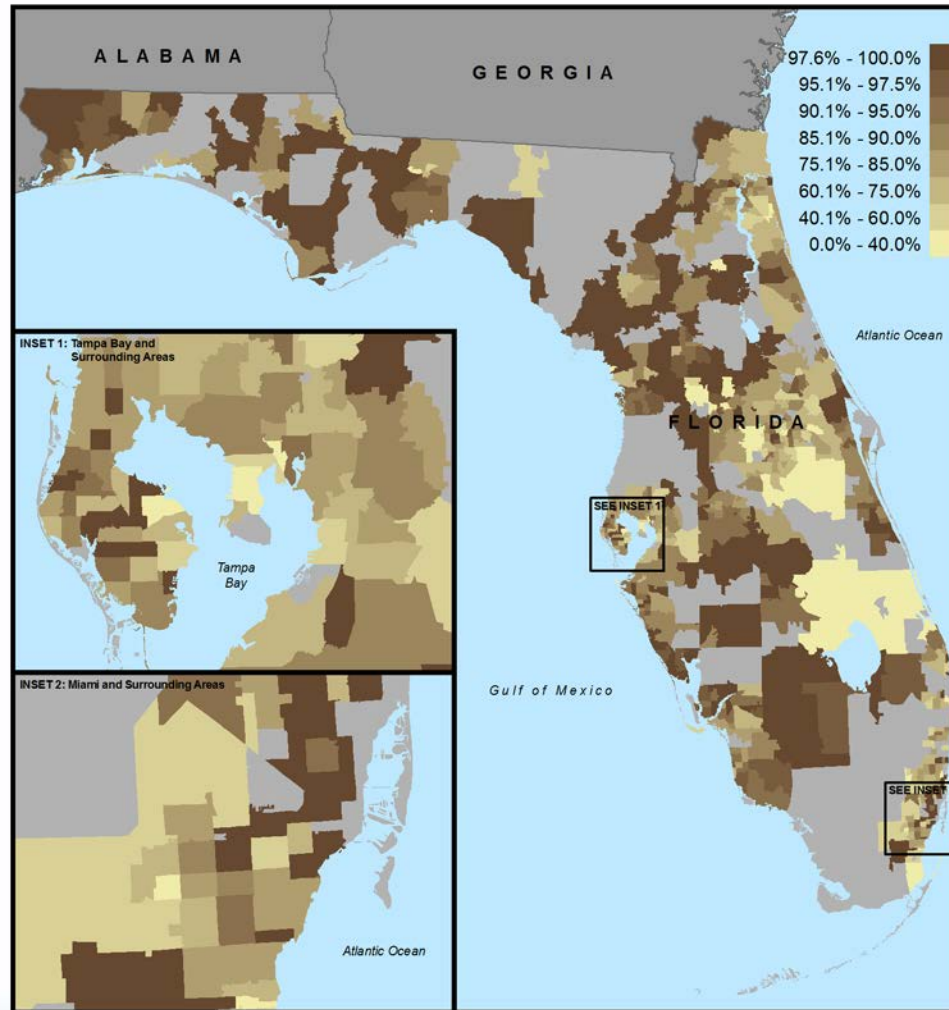 ALABAMA
GEORGIA
97.6% - 100.0%
95.1% - 97.5%
90.1% - 95.0%
85.1% - 90.0%
75.1% - 85.0%
60.1% - 75.0%
40.1% - 60.0%
0.0% - 40.0%
Atlantic Ocean
INSET 1: Tampa Bay and
Surrounding Areas
FLORIDA
SEE INSET 1
Tampa
Bay
INSET 2: Miami and Surrounding Areas
Gulf of Mexico
SEE INSET
Atlantic Ocean